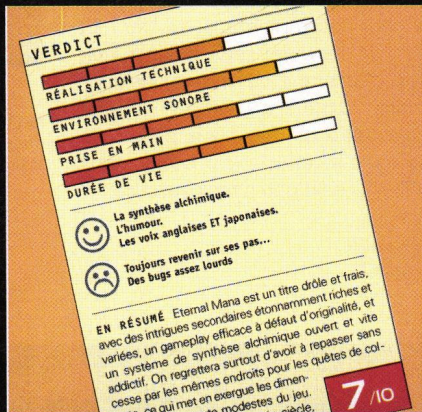 VERDICT
RÉALISATION TECHNIQUE
ENVIRONNEMENT SONORE
PRISE EN MAIN
DURÉE DE VIE
La synthèse alchimique.
L'humour.
Les voix anglaises ET japonaises.
Toujours revenir sur ses pas...
Des bugs assez lourds
EN RÉSUMÉ Eternal Mana est un titre drôle et frais,
avec des intrigues secondaires étonnamment riches et
variées, un gameplay efficace à défaut d'originalité, et
un système de synthèse alchimique ouvert et vite
addictif. On regrettera surtout d'avoir à repasser sans
cesse par les mêmes endroits pour les quêtes de col-
ce qui met en exergue les dimen-
modestes du jeu.
siècle.
7/10